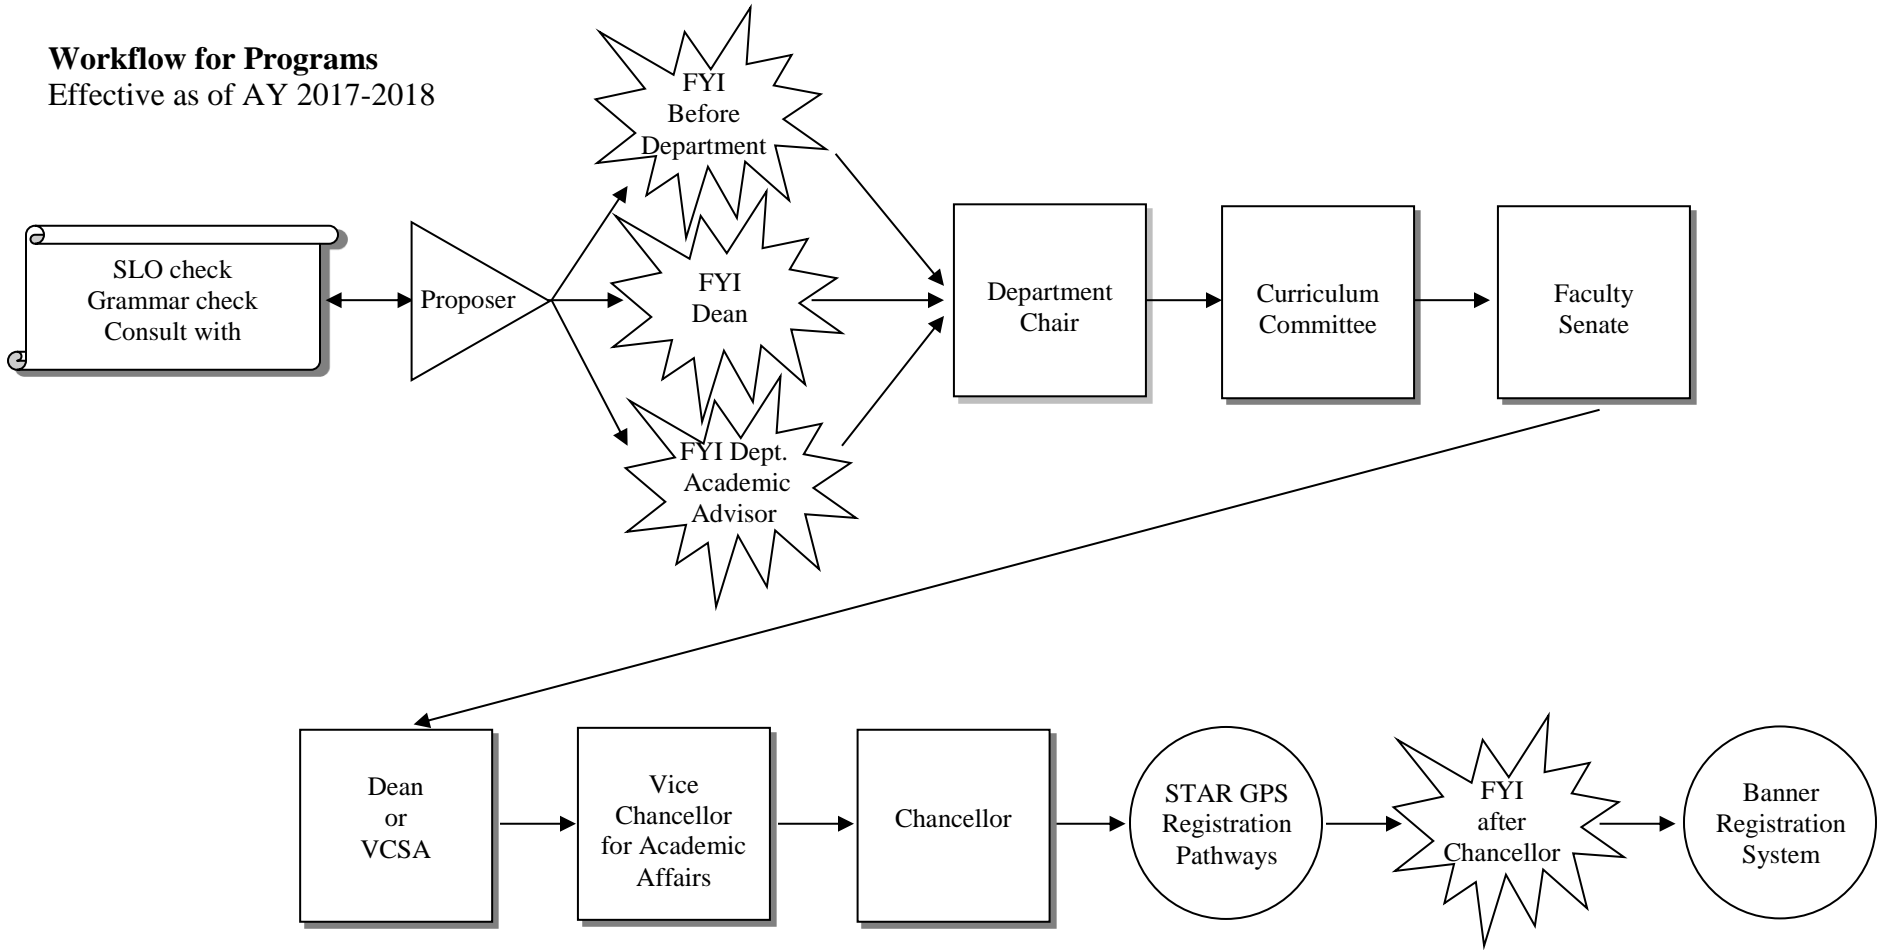 Workflow for Programs
Effective as of AY 2017-2018
FYI
Before
Department
SLO check
Grammar check
Consult with
Proposer
FYI
Dean
FYI Dept.
Academic
Advisor
Department
Chair
Curriculum
Committee
Faculty
Senate
Dean
or
VCSA
Vice
Chancellor
for Academic
Affairs
Chancellor
STAR GPS
Registration
Pathways
FYI
after
Chancellor
Banner
Registration
System